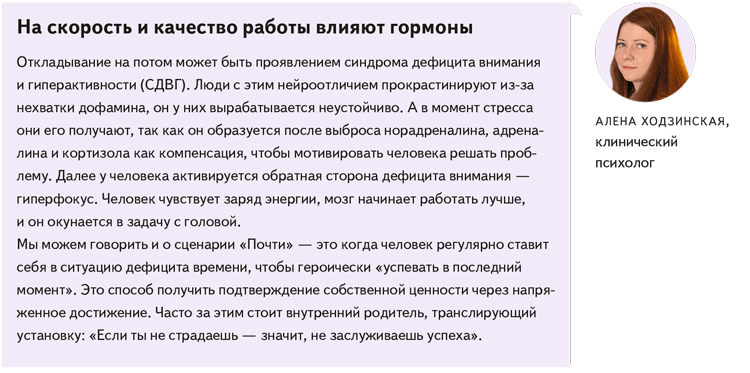 На скорость и качество работы влияют гормоны
Откладывание на потом может быть проявлением синдрома дефицита внимания
и гиперактивности (СДВГ). Люди с этим нейроотличием прокрастинируют из-за
нехватки дофамина, он у них вырабатывается неустойчиво. А в момент стресса
они его получают, так как он образуется после выброса норадреналина, адрена-
лина и кортизола как компенсация, чтобы мотивировать человека решать проб-
лему. Далее у человека активируется обратная сторона дефицита внимания —
гиперфокус. Человек чувствует заряд энергии, мозг начинает работать лучше,
и он окунается в задачу с головой.
Мы можем говорить и о сценарии «Почти» — это когда человек регулярно ставит
себя в ситуацию дефицита времени, чтобы героически «успевать в последний
момент». Это способ получить подтверждение собственной ценности через напря-
женное достижение. Часто за этим стоит внутренний родитель, транслирующий
установку: «Если ты не страдаешь — значит, не заслуживаешь успеха».
АЛЕНА ХОДЗИНСКАЯ,
клинический
психолог